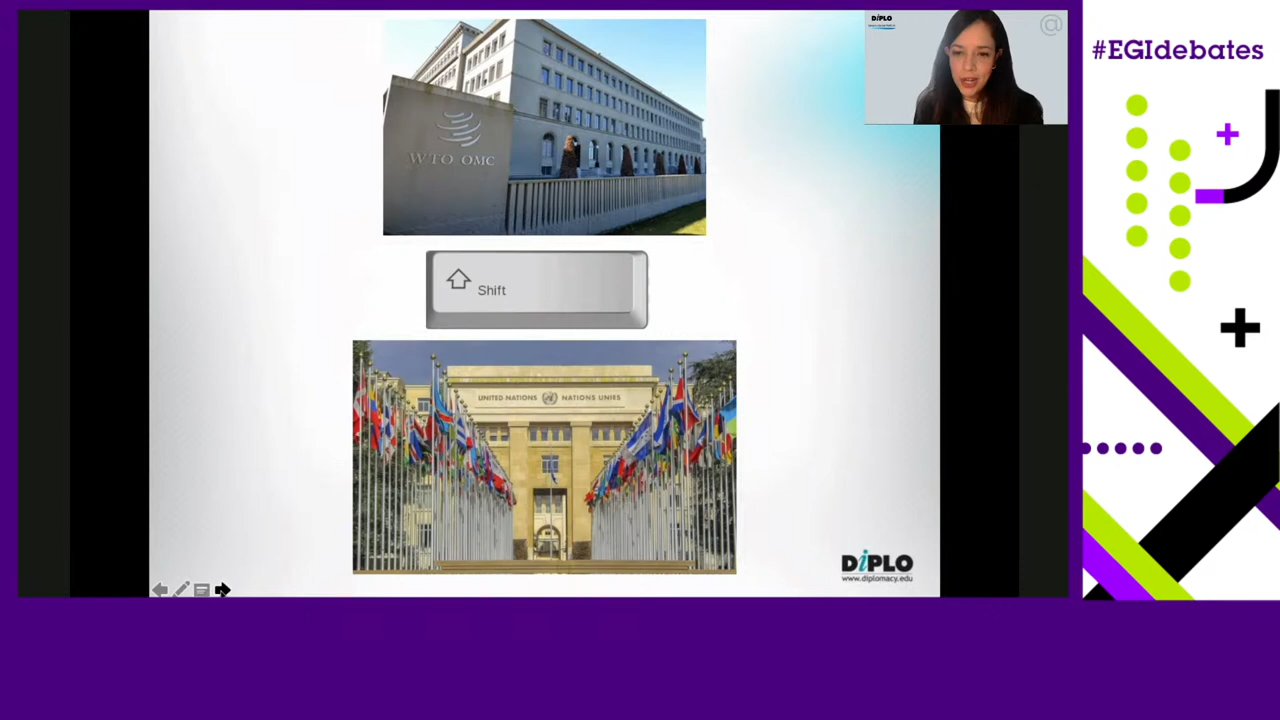 WTO OMC
Shift
UNITED NATIONS NATIONS UNIES
DiPLO
www.diplomacy.edu
DiPLO
@
#EGIdebates